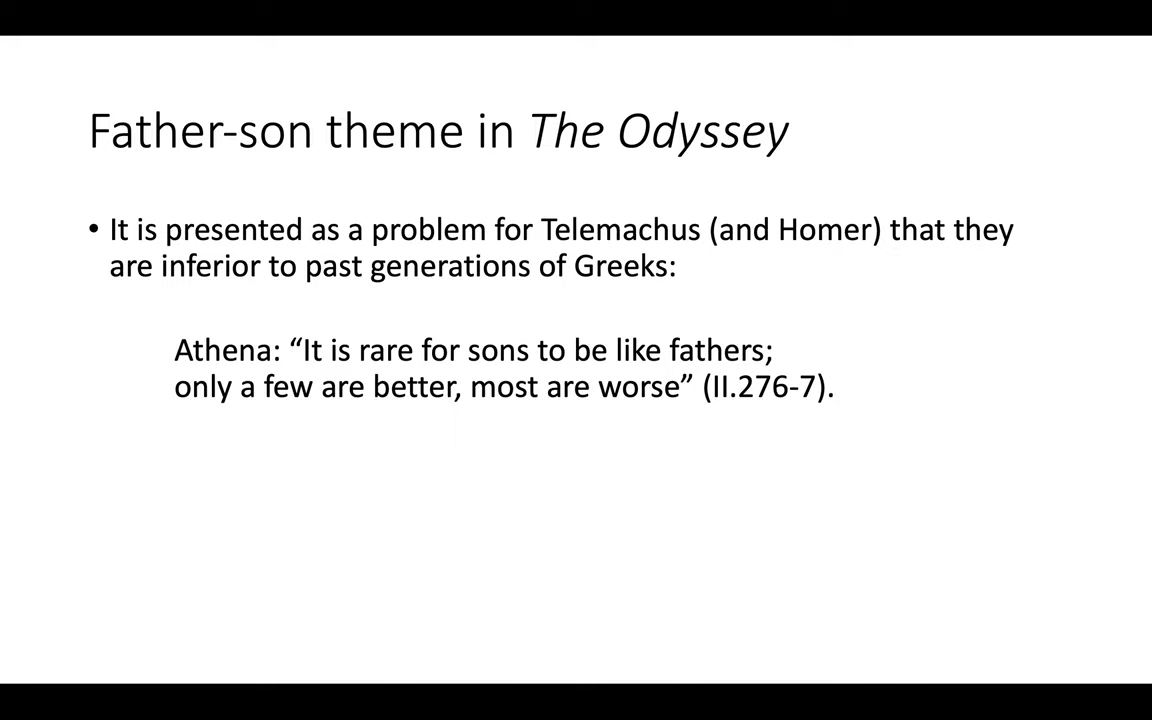 Father-son theme in The Odyssey
• It is presented as a problem for Telemachus (and Homer) that they
are inferior to past generations of Greeks:
Athena: “It is rare for sons to be like fathers;
only a few are better, most are worse” (II.276-7).